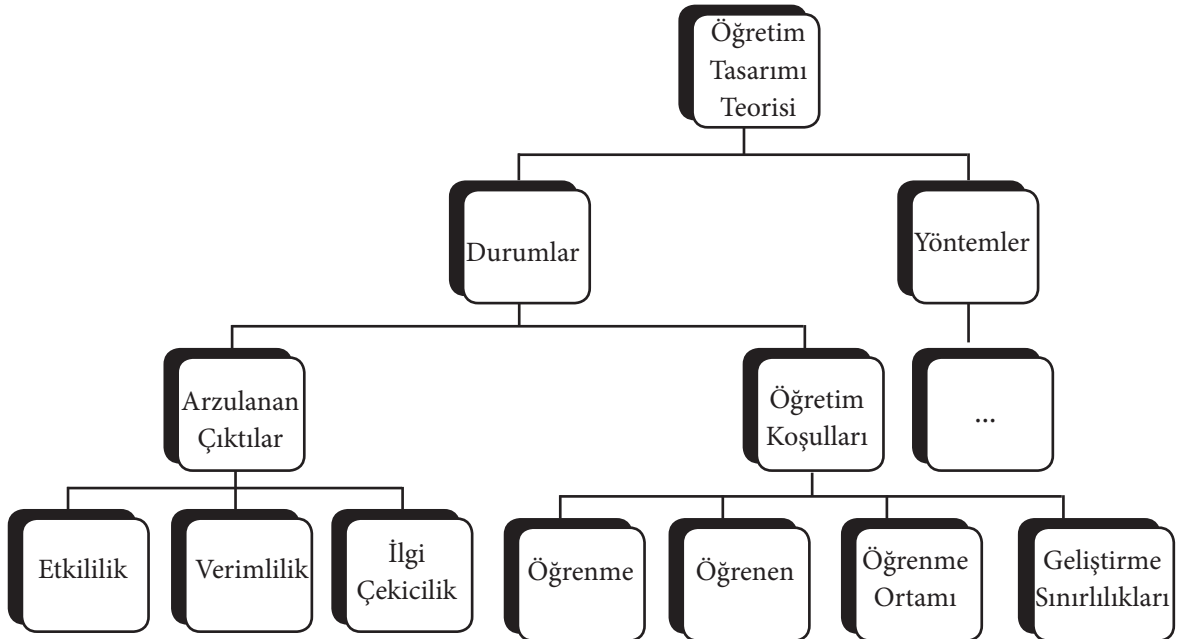 Öğretim
Tasarımı
Teorisi
Durumlar
Yöntemler
Arzulanan
Çıktılar
Öğretim
Koşulları
...
Etkililik
Verimlilik
İlgi
Çekicilik
Öğrenme
Öğrenen
Öğrenme
Ortamı
Geliştirme
Sınırlılıkları